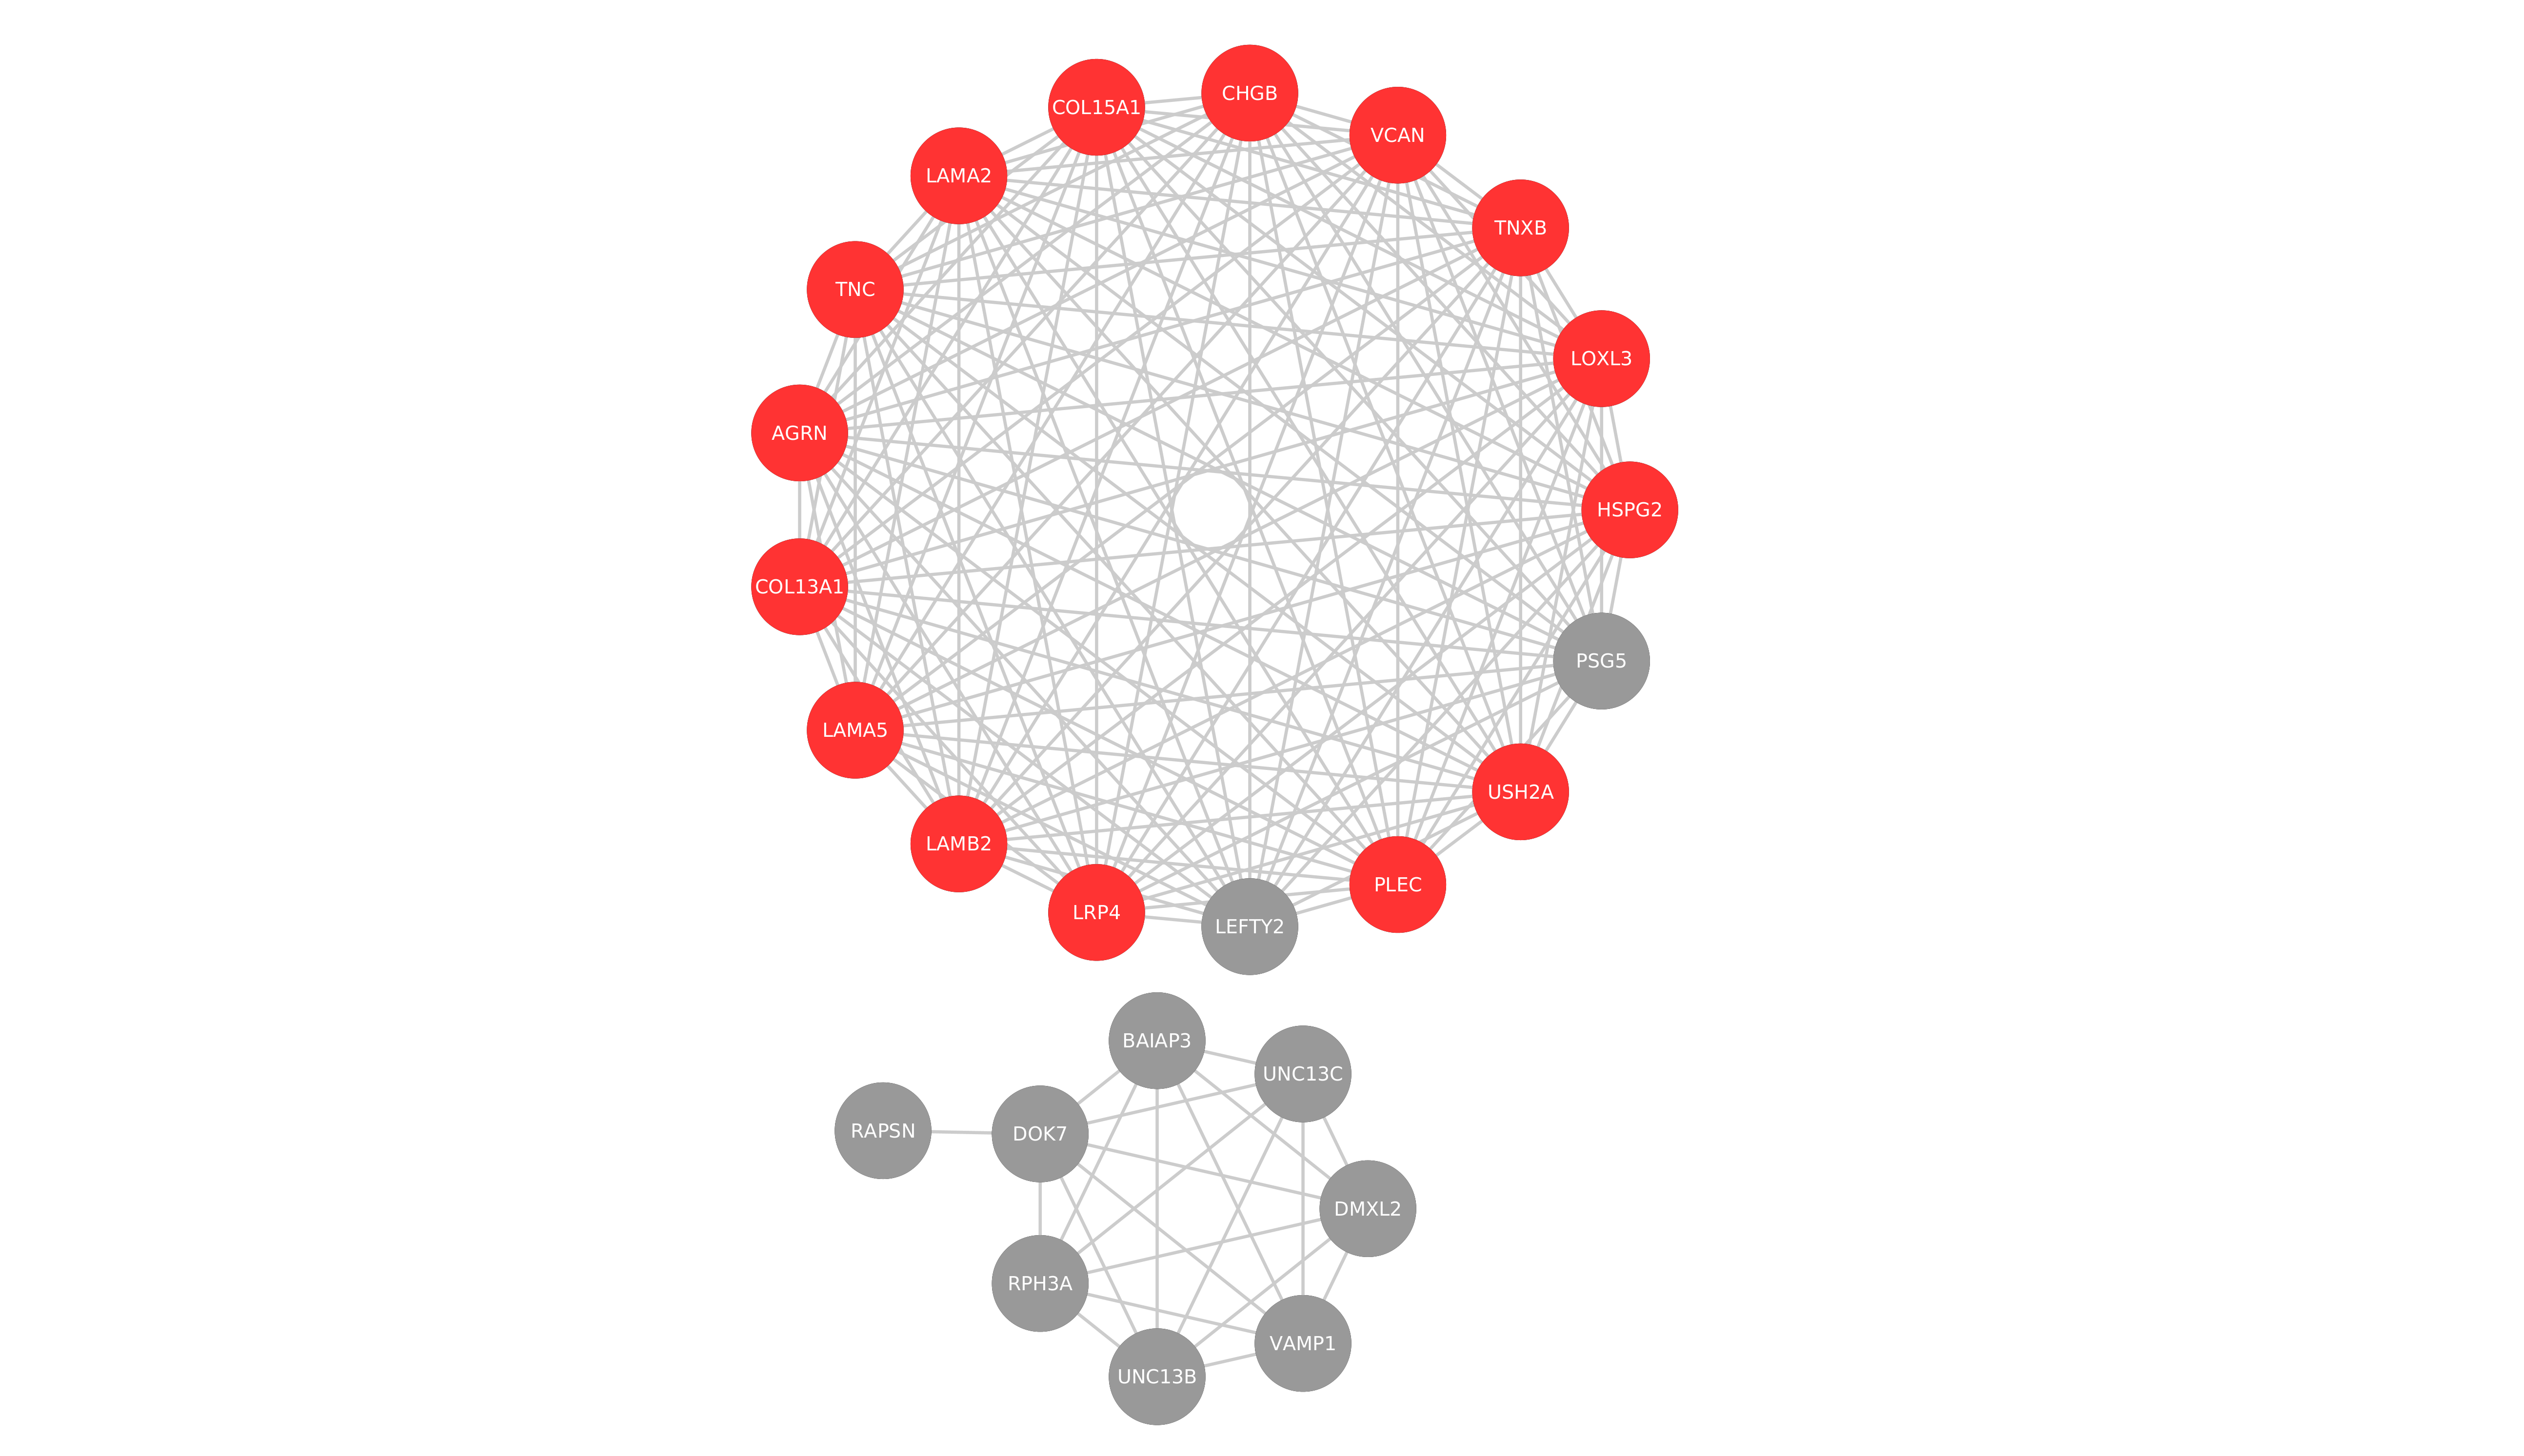 CHGB
COL15A1
VCAN
LAMA2
TNXB
TNC
LOXL3
AGRN
HSPG2
COL13A1
PSG5
LAMA5
USH2A
LAMB2
PLEC
LRP4
LEFTY2
BAIAP3
UNC13C
RAPSN
DOK7
DMXL2
RPH3A
VAMP1
UNC13B